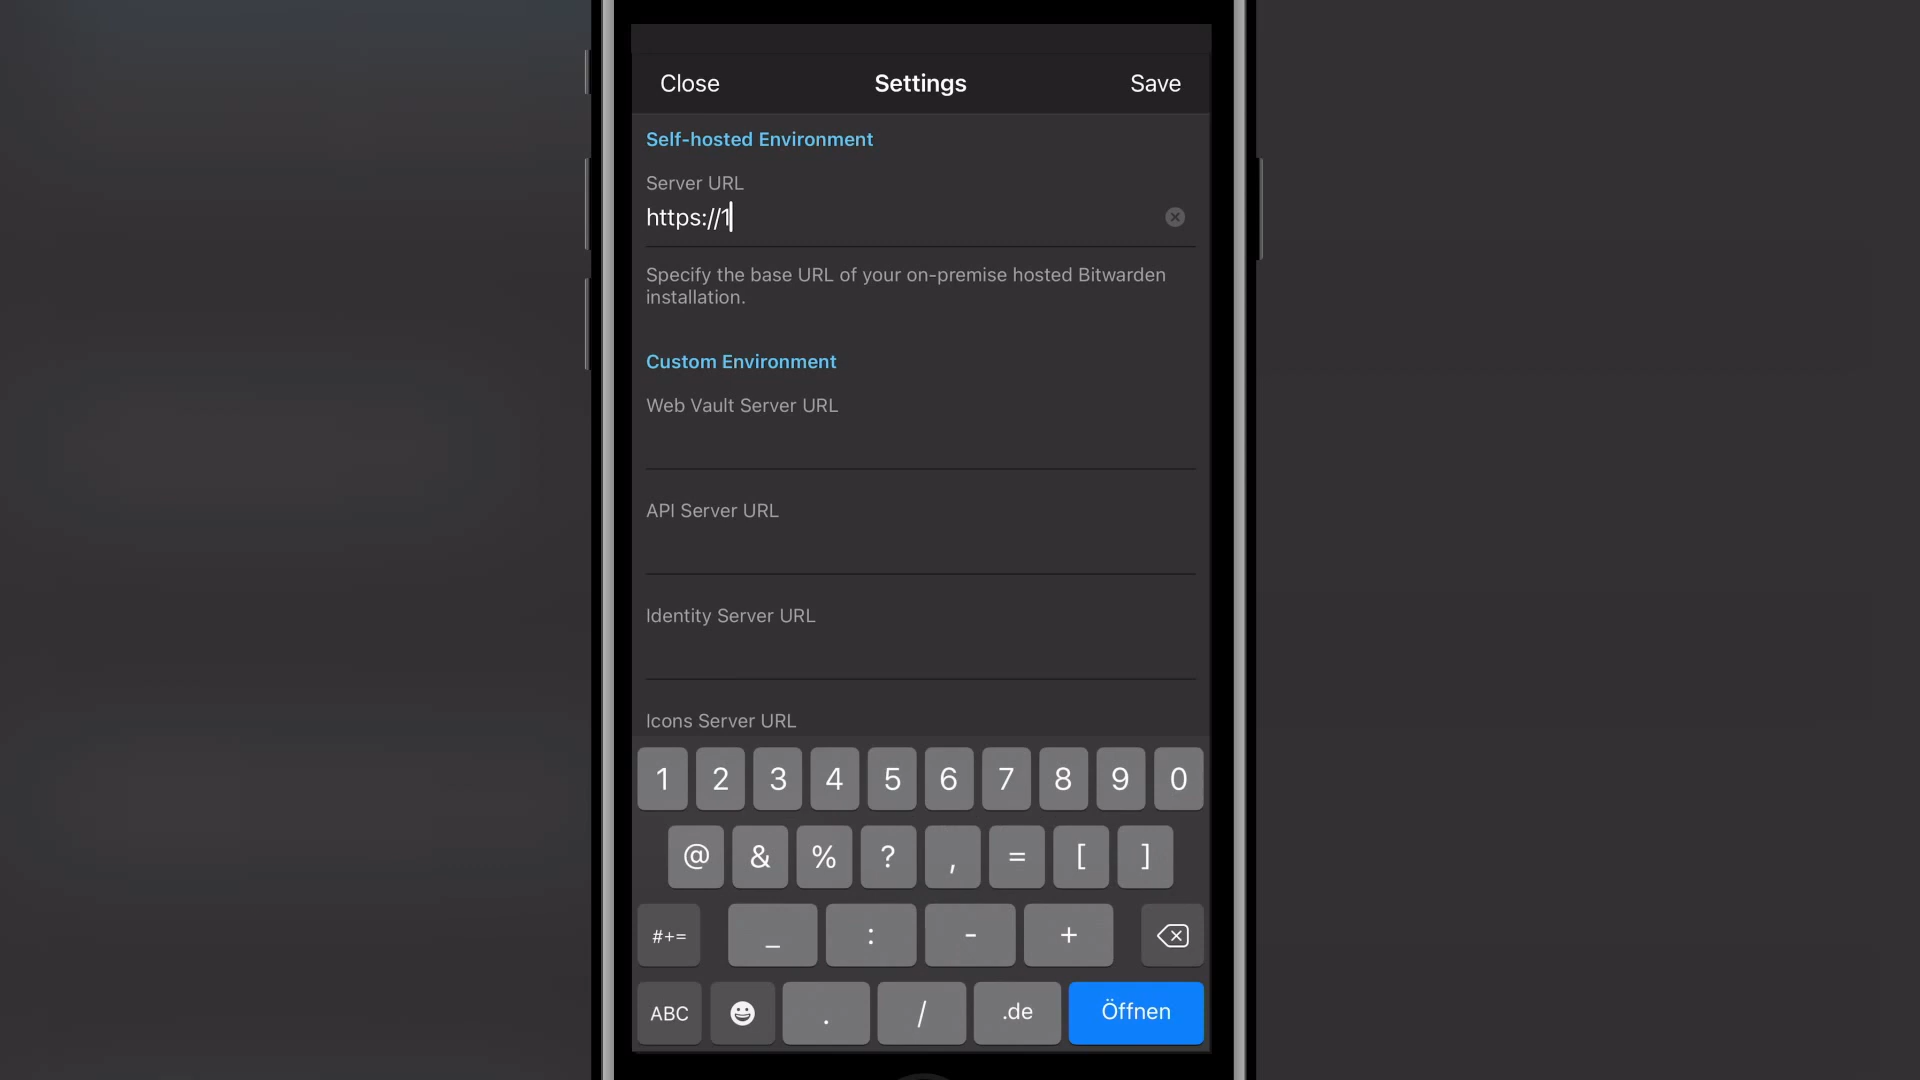 Close Settings Save
Self-hosted Environment
Server URL
https://1
Specify the base URL of your on-premise hosted Bitwarden
installation.
Custom Environment
Web Vault Server URL
API Server URL
Identity Server URL
Icons Server URL
1 2 3 4 5 6 7 8 9 0
@ & % ? , = [ ]
#+= _ : - +
ABC . / .de Öffnen